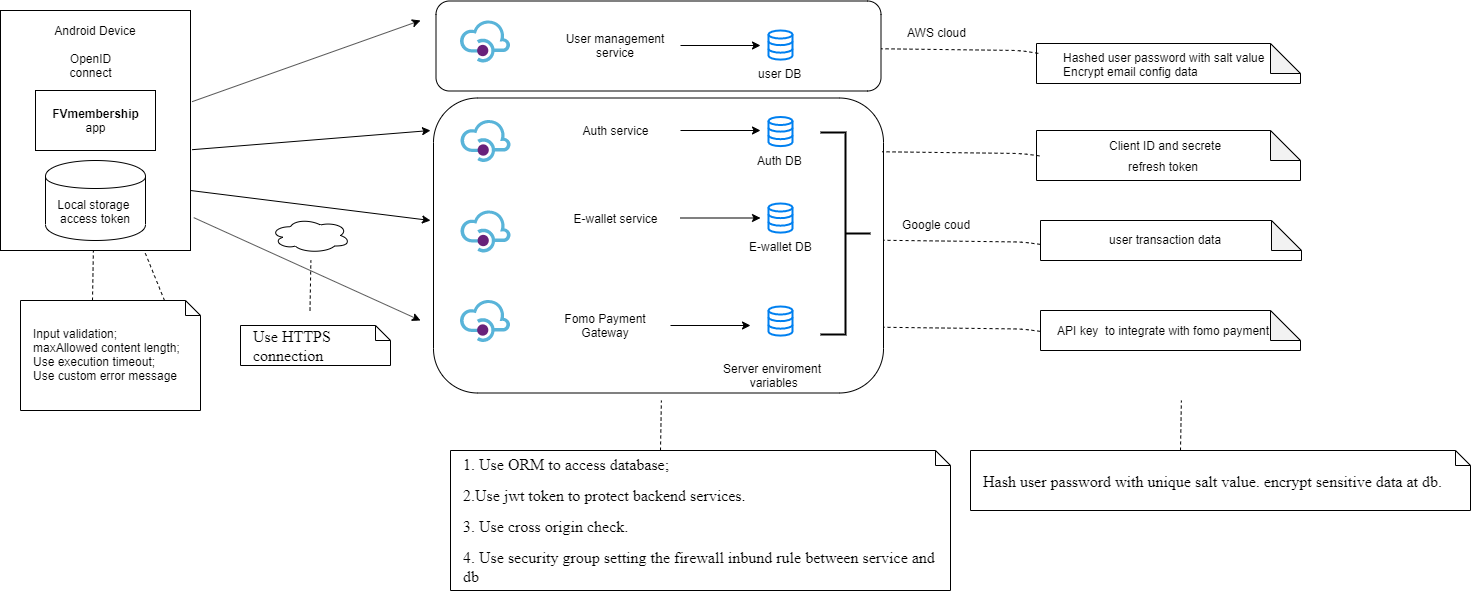 Android Device
OpenID
connect
FVmembership
app
Local storage
access token
Input validation;
maxAllowed content length;
Use execution timeout;
Use custom error message
Use HTTPS
connection
User management
service
user DB
Auth service
Auth DB
E-wallet service
E-wallet DB
Fomo Payment
Gateway
Server enviroment
variables
AWS cloud
Google coud
Hashed user password with salt value
Encrypt email config data
Client ID and secrete
refresh token
user transaction data
API key  to integrate with fomo payment
1. Use ORM to access database;
2.Use jwt token to protect backend services.
3. Use cross origin check.
4. Use security group setting the firewall inbund rule between service and
db
Hash user password with unique salt value. encrypt sensitive data at db.